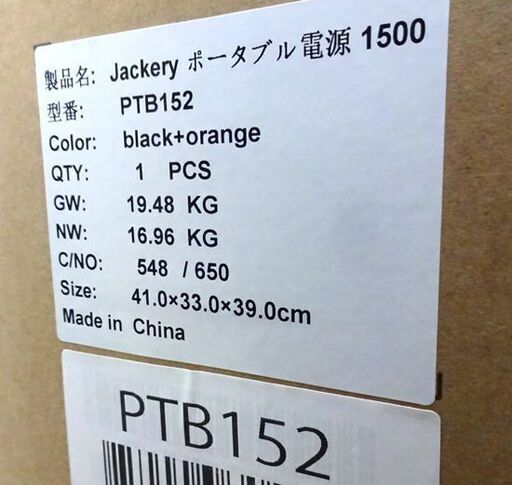 製品名: Jackery ポータブル電源 1500
型番: PTB152
Color: black+orange
QTY: 1 PCS
GW: 19.48 KG
NW: 16.96 KG
C/NO: 548 / 650
Size: 41.0×33.0×39.0cm
Made in China
PTB152